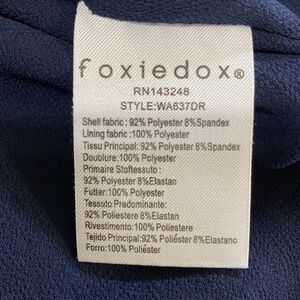 foxiedox®
RN143248
STYLE:WA637DR
Shell fabric : 92% Polyester 8%Spandex
Lining fabric :100% Polyester
Tissu Principal: 92% Polyester 8%Spandex
Doublure:100% Polyester
Primaire Stoftessuto :
92% Polyester 8%Elastan
Futter:100% Polyester
Tessuto Predominante:
92% Poliestere 8%Elastan
Rivestimento:100% Poliestere
Tejido Principal:92% Poliéster 8%Elastano
Forro:100% Poliéster